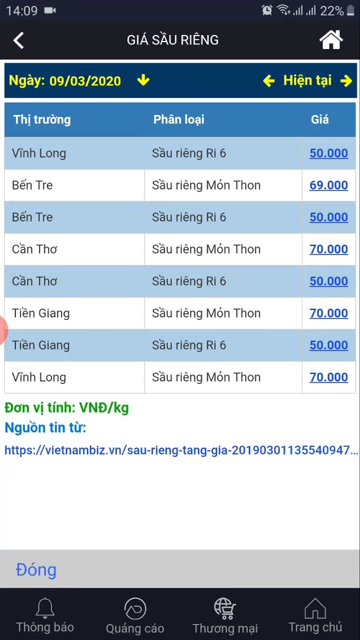 14:09 22%
GIÁ SẦU RIÊNG
Ngày: 09/03/2020 Hiện tại
Thị trường Phân loại Giá
Vĩnh Long Sầu riêng Ri 6 50.000
Bến Tre Sầu riêng Mỏn Thon 69.000
Bến Tre Sầu riêng Ri 6 50.000
Cần Thơ Sầu riêng Mỏn Thon 70.000
Cần Thơ Sầu riêng Ri 6 50.000
Tiền Giang Sầu riêng Mỏn Thon 70.000
Tiền Giang Sầu riêng Ri 6 50.000
Vĩnh Long Sầu riêng Mỏn Thon 70.000
Đơn vị tính: VNĐ/kg
Nguồn tin từ:
https://vietnambiz.vn/sau-rieng-tang-gia-20190301135540947...
Đóng
Thông báo Quảng cáo Thương mại Trang chủ